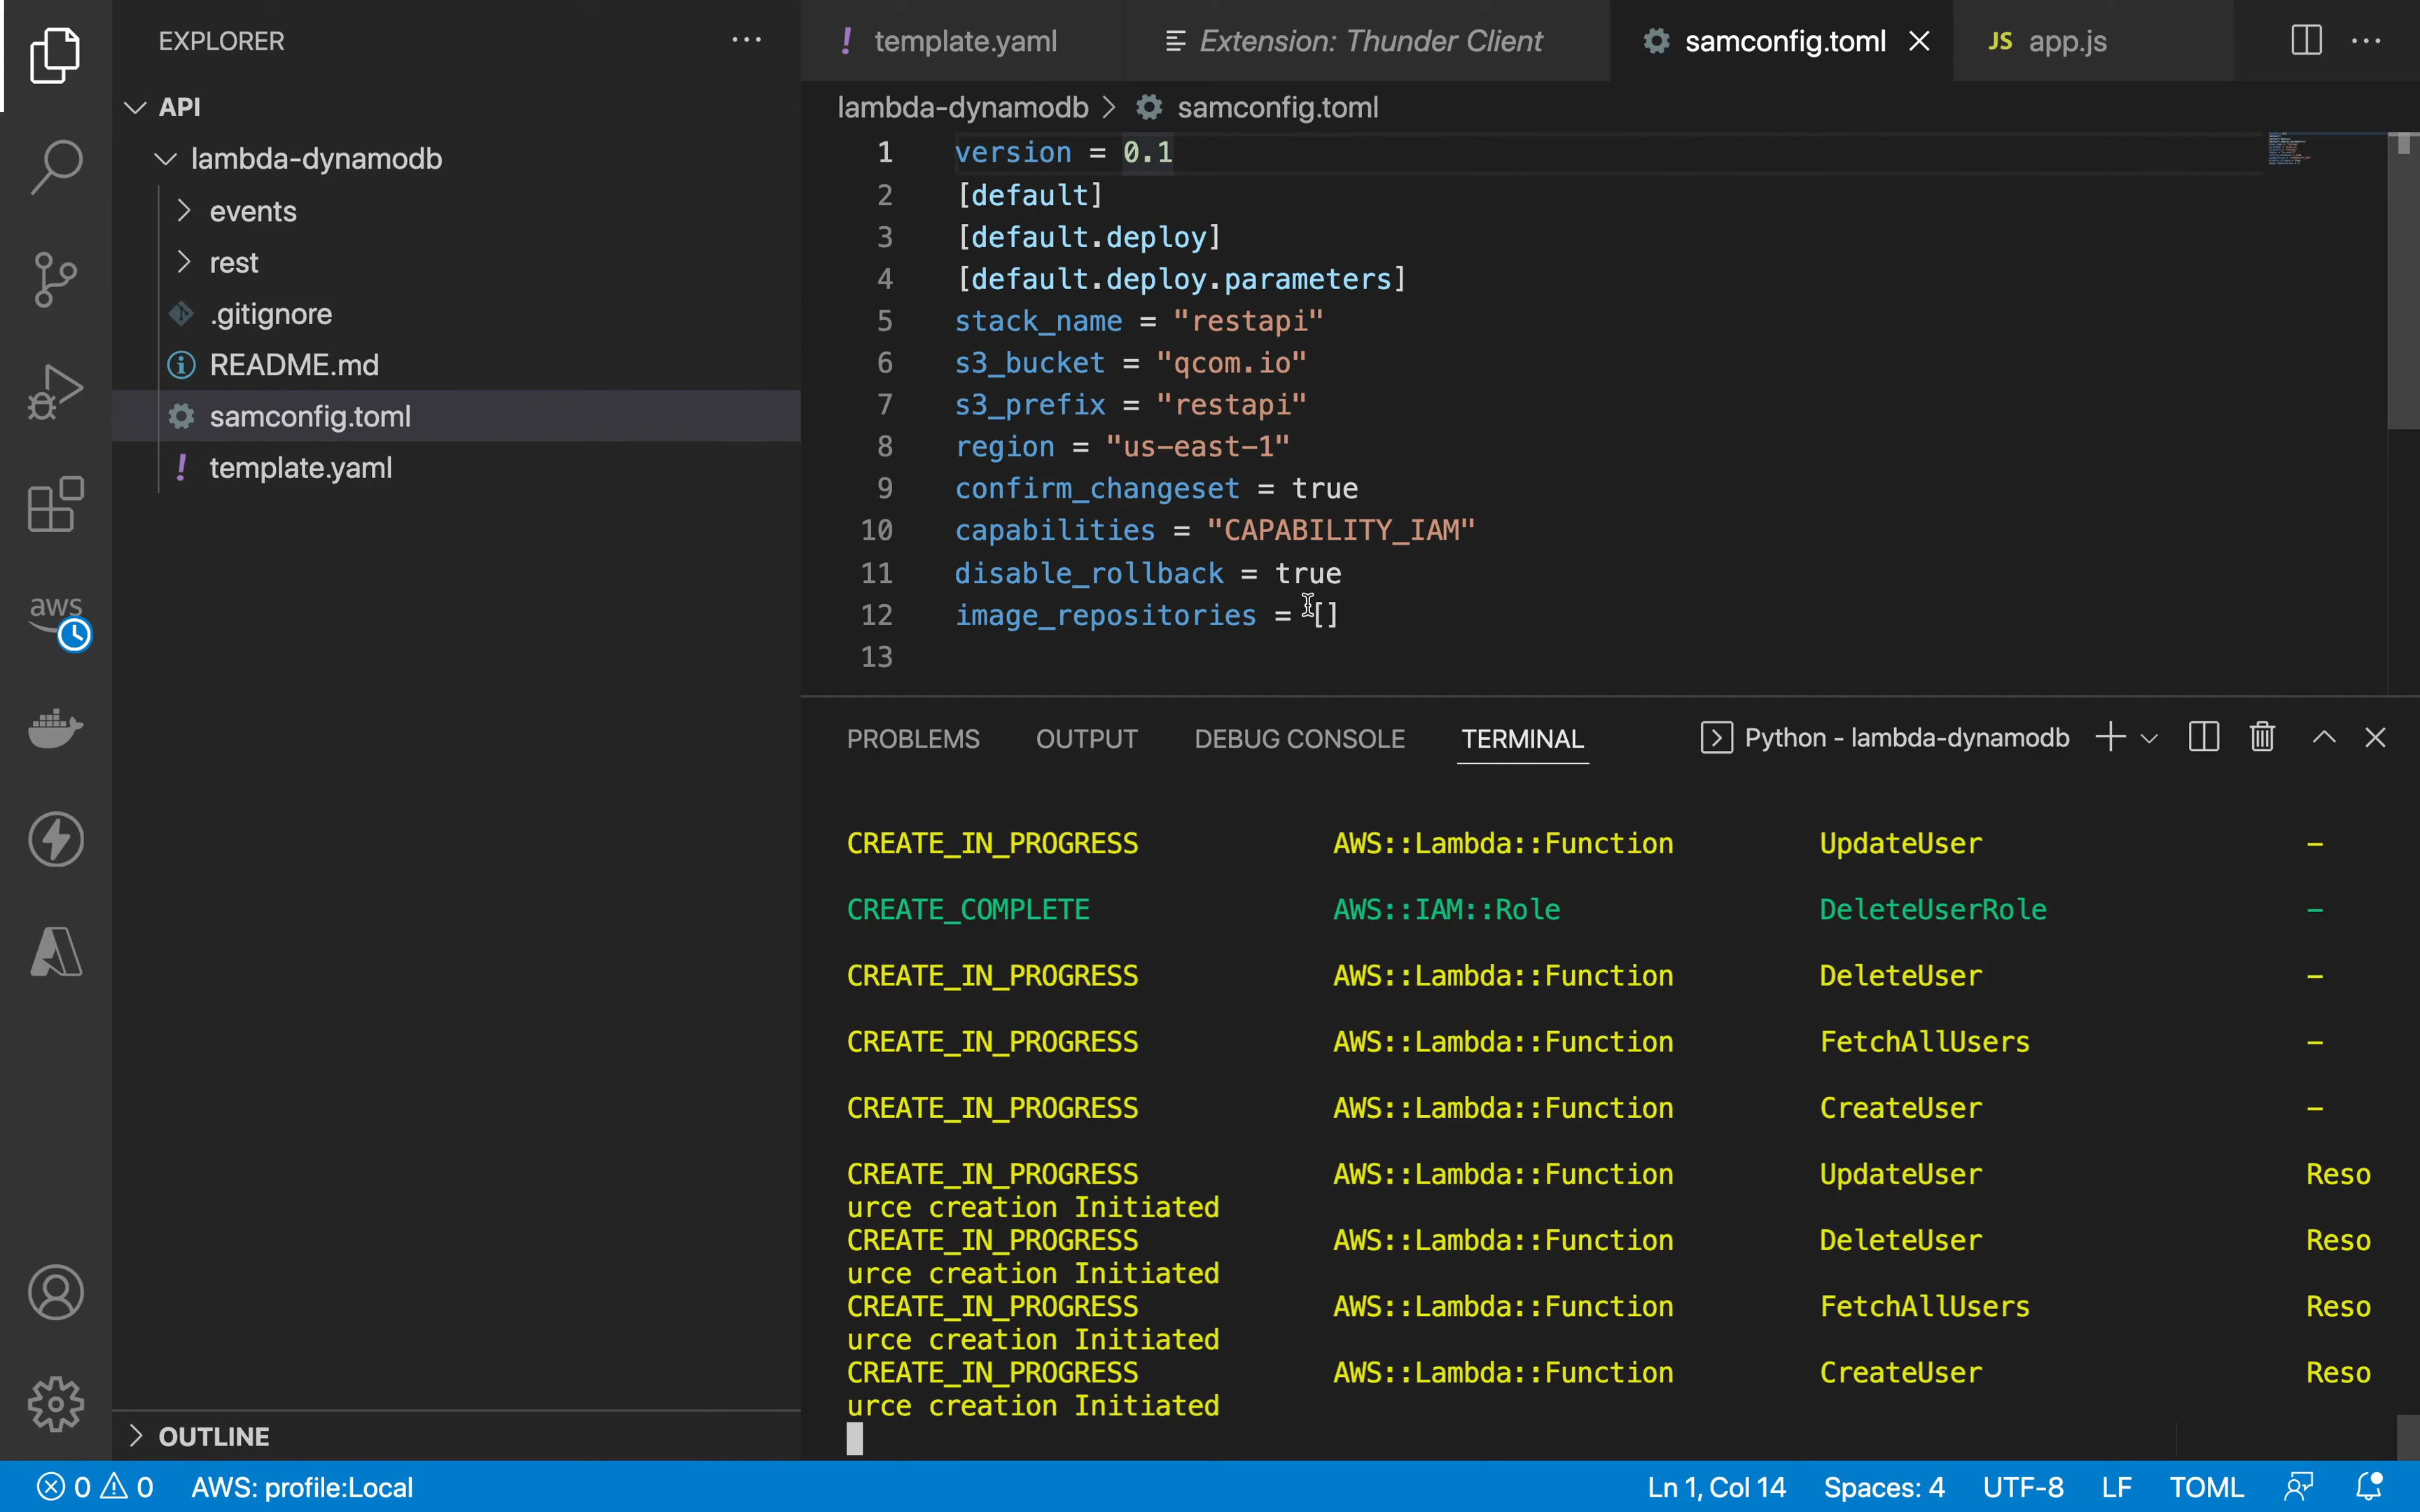 EXPLORER
API
lambda-dynamodb
events
rest
.gitignore
README.md
samconfig.toml
template.yaml
aws
OUTLINE
template.yaml
Extension: Thunder Client
samconfig.toml
JS app.js
lambda-dynamodb > samconfig.toml
1 version = 0.1
2 [default]
3 [default.deploy]
4 [default.deploy.parameters]
5 stack_name = "restapi"
6 s3_bucket = "qcom.io"
7 s3_prefix = "restapi"
8 region = "us-east-1"
9 confirm_changeset = true
10 capabilities = "CAPABILITY_IAM"
11 disable_rollback = true
12 image_repositories = []
13
PROBLEMS OUTPUT DEBUG CONSOLE TERMINAL Python - lambda-dynamodb
CREATE_IN_PROGRESS AWS::Lambda::Function UpdateUser -
CREATE_COMPLETE AWS::IAM::Role DeleteUserRole -
CREATE_IN_PROGRESS AWS::Lambda::Function DeleteUser -
CREATE_IN_PROGRESS AWS::Lambda::Function FetchAllUsers -
CREATE_IN_PROGRESS AWS::Lambda::Function CreateUser -
CREATE_IN_PROGRESS AWS::Lambda::Function UpdateUser Reso
urce creation Initiated
CREATE_IN_PROGRESS AWS::Lambda::Function DeleteUser Reso
urce creation Initiated
CREATE_IN_PROGRESS AWS::Lambda::Function FetchAllUsers Reso
urce creation Initiated
CREATE_IN_PROGRESS AWS::Lambda::Function CreateUser Reso
urce creation Initiated
0 0 AWS: profile:Local Ln 1, Col 14 Spaces: 4 UTF-8 LF TOML